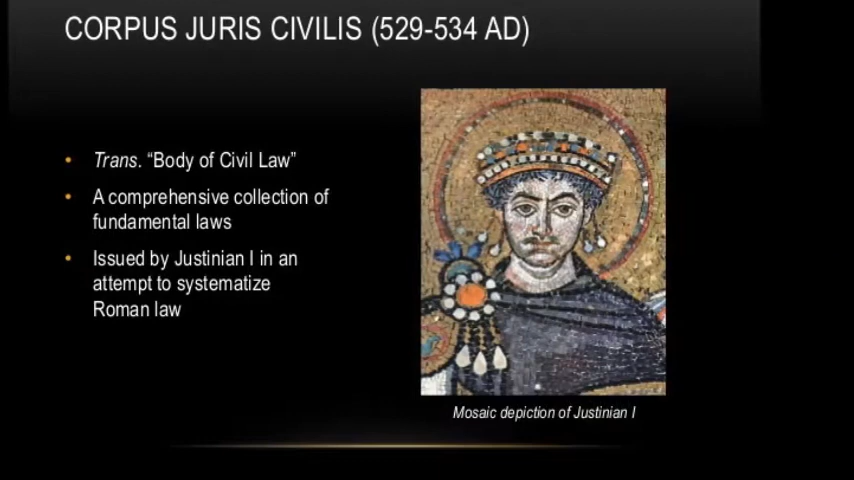 CORPUS JURIS CIVILIS (529-534 AD)
• Trans. “Body of Civil Law”
• A comprehensive collection of
fundamental laws
• Issued by Justinian I in an
attempt to systematize
Roman law
Mosaic depiction of Justinian I